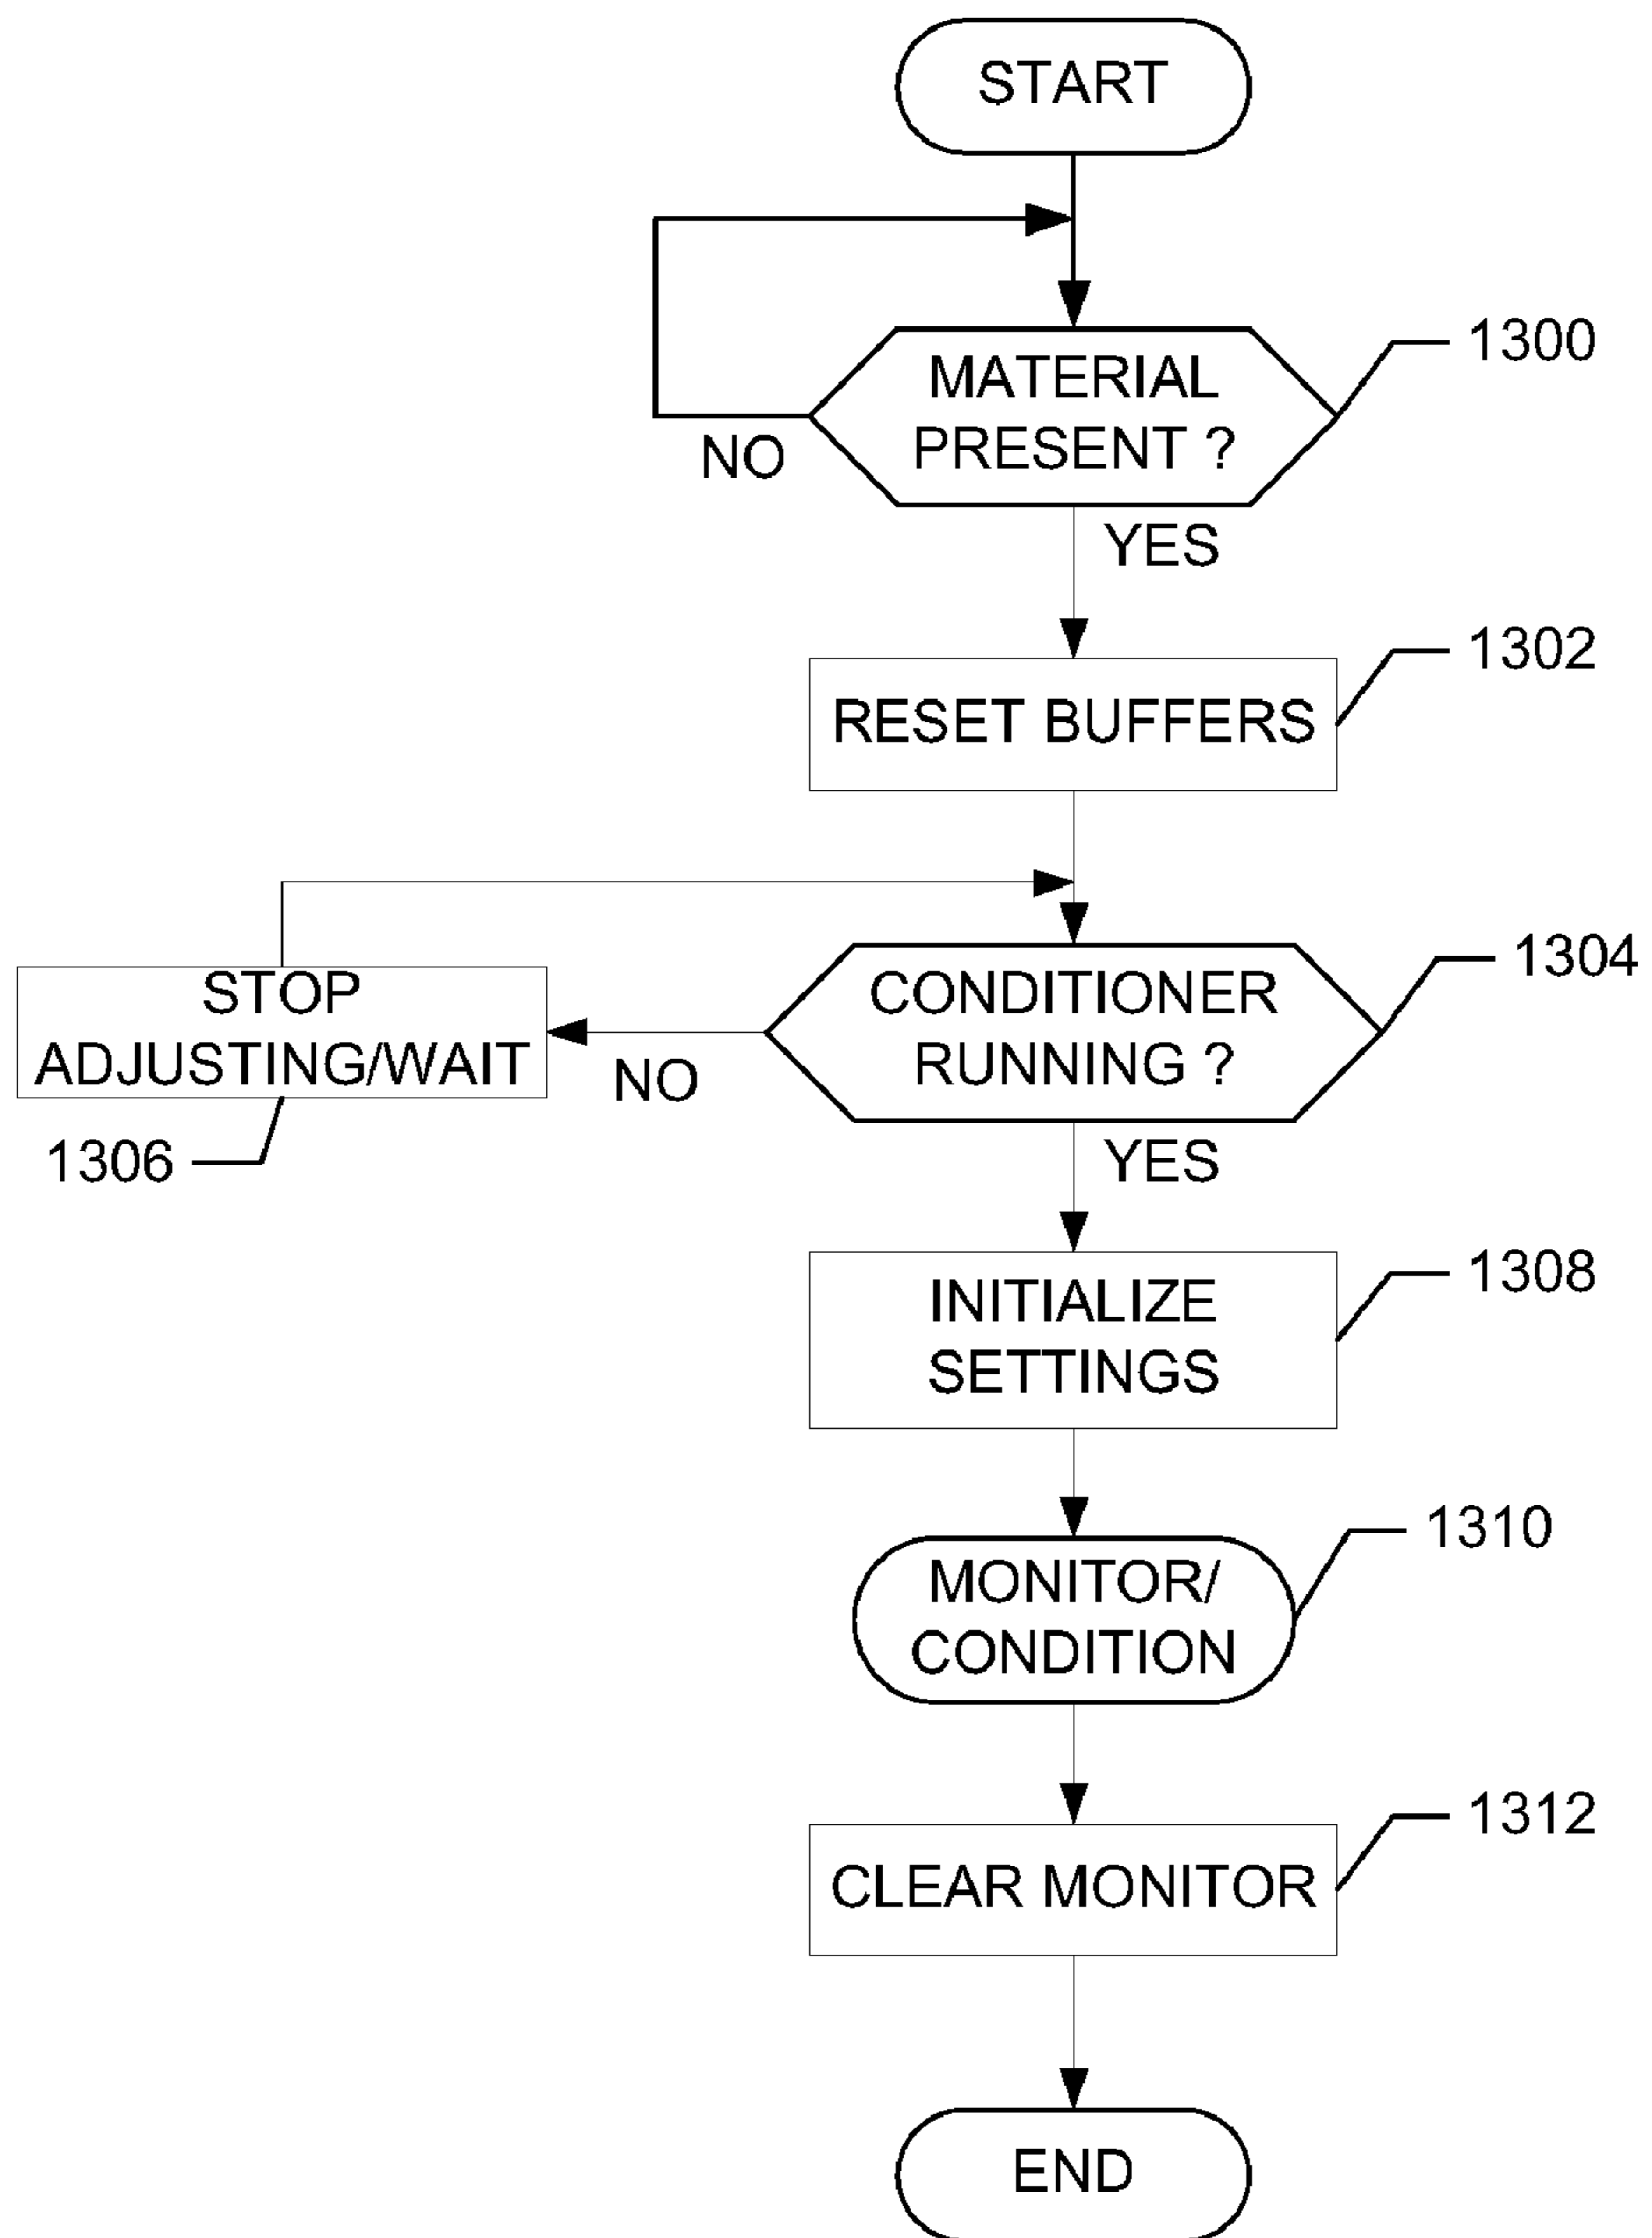 START
MATERIAL
PRESENT ?
1300
NO
YES
RESET BUFFERS
1302
CONDITIONER
RUNNING ?
1304
NO
STOP
ADJUSTING/WAIT
1306
YES
INITIALIZE
SETTINGS
1308
MONITOR/
CONDITION
1310
CLEAR MONITOR
1312
END